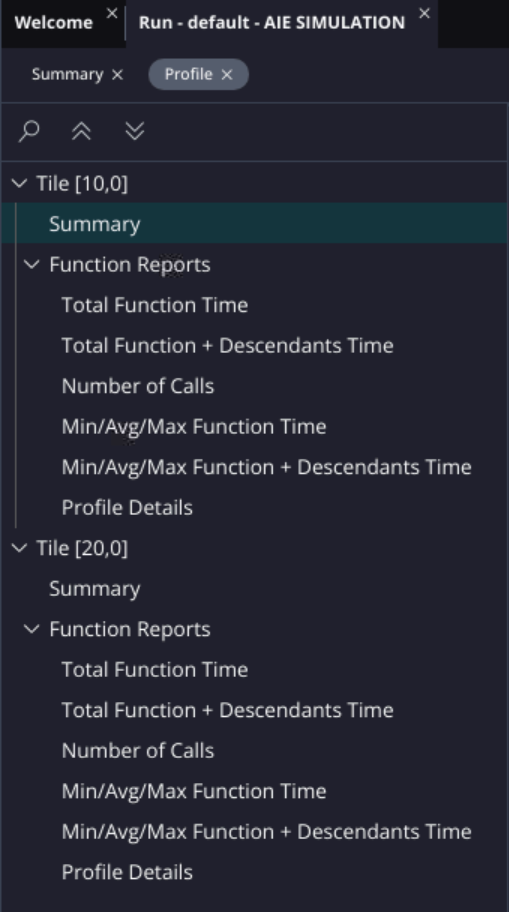 Welcome × Run - default - AIE SIMULATION ×
Summary × Profile ×
Tile [10,0]
Summary
Function Reports
Total Function Time
Total Function + Descendants Time
Number of Calls
Min/Avg/Max Function Time
Min/Avg/Max Function + Descendants Time
Profile Details
Tile [20,0]
Summary
Function Reports
Total Function Time
Total Function + Descendants Time
Number of Calls
Min/Avg/Max Function Time
Min/Avg/Max Function + Descendants Time
Profile Details